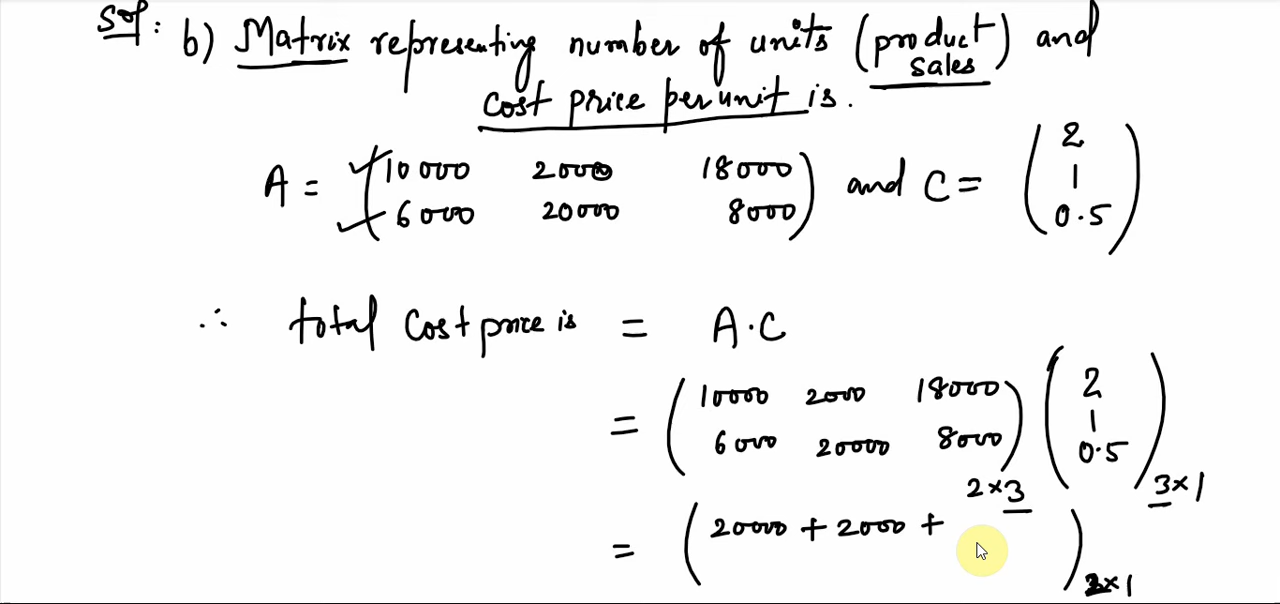 Sol: b) Matrix representing number of units (product sales) and
cost price per unit is.
A = ( 10000 2000 18000
6000 20000 8000 ) and C = ( 2
1
0.5 )
∴ total Cost price is = A·C
= ( 10000 2000 18000
6000 20000 8000 ) 2×3 ( 2
1
0.5 ) 3×1
= ( 20000 + 2000 + ) 2×1